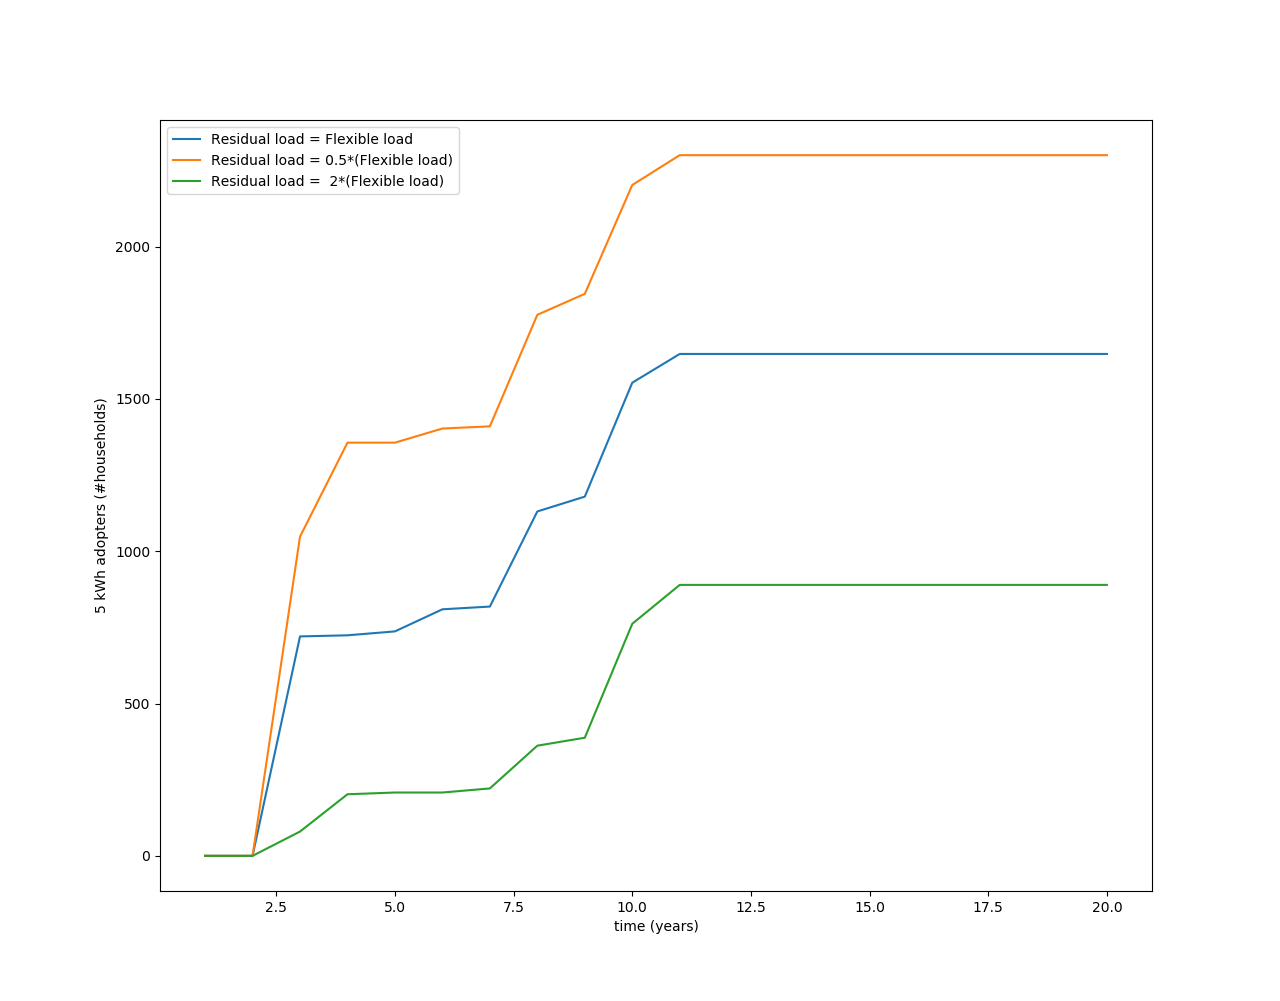 Residual load = Flexible load
Residual load = 0.5*(Flexible load)
Residual load =  2*(Flexible load)
2000
1500
1000
500
0
5 kWh adopters (#households)
2.5 5.0 7.5 10.0 12.5 15.0 17.5 20.0
time (years)